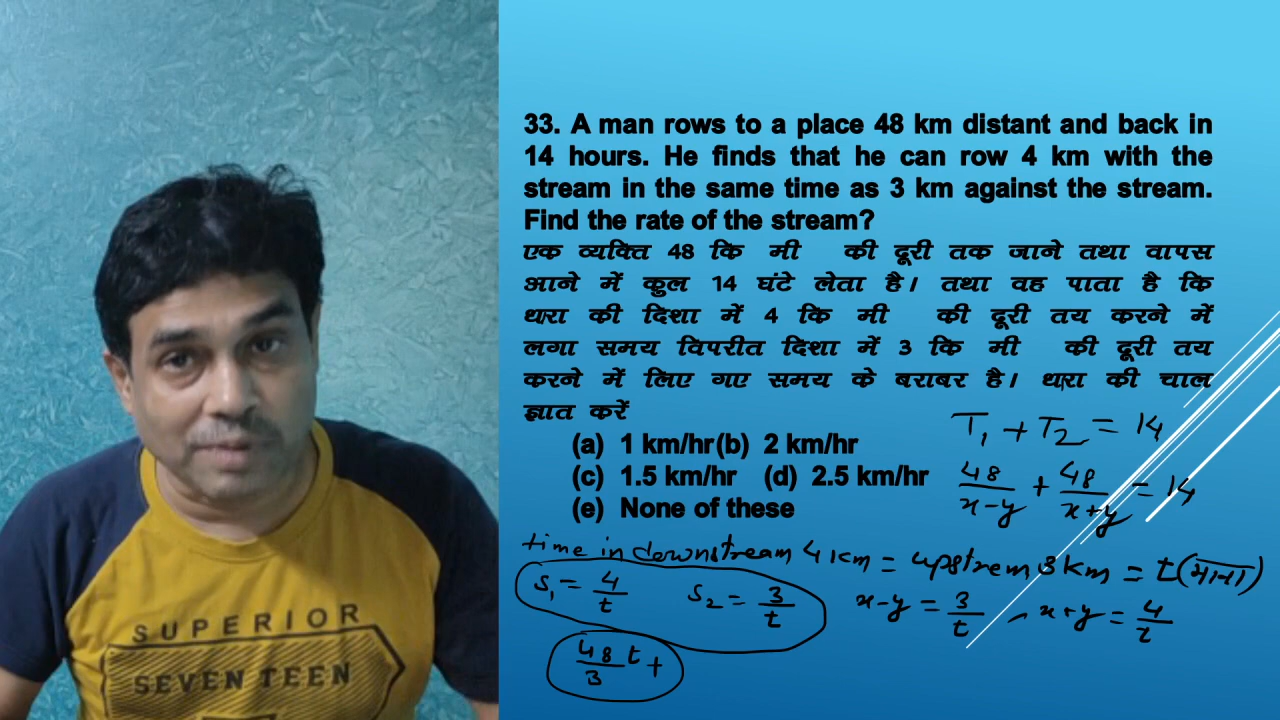 33. A man rows to a place 48 km distant and back in
14 hours. He finds that he can row 4 km with the
stream in the same time as 3 km against the stream.
Find the rate of the stream?
एक व्यक्ति 48 कि मी की दूरी तक जाने तथा वापस
आने में कुल 14 घंटे लेता है। तथा वह पाता है कि
धारा की दिशा में 4 कि मी की दूरी तय करने में
लगा समय विपरीत दिशा में 3 कि मी की दूरी तय
करने में लिए गए समय के बराबर है। धारा की चाल
ज्ञात करें
(a) 1 km/hr(b) 2 km/hr
(c) 1.5 km/hr (d) 2.5 km/hr
(e) None of these
T₁ + T₂ = 14
48/x-y + 48/x+y = 14
time in downstream 4 km = upstrem 3 km = t(माना)
S₁ = 4/t S₂ = 3/t x-y = 3/t , x+y = 4/t
48/3 t +
SUPERIOR
SEVEN TEEN